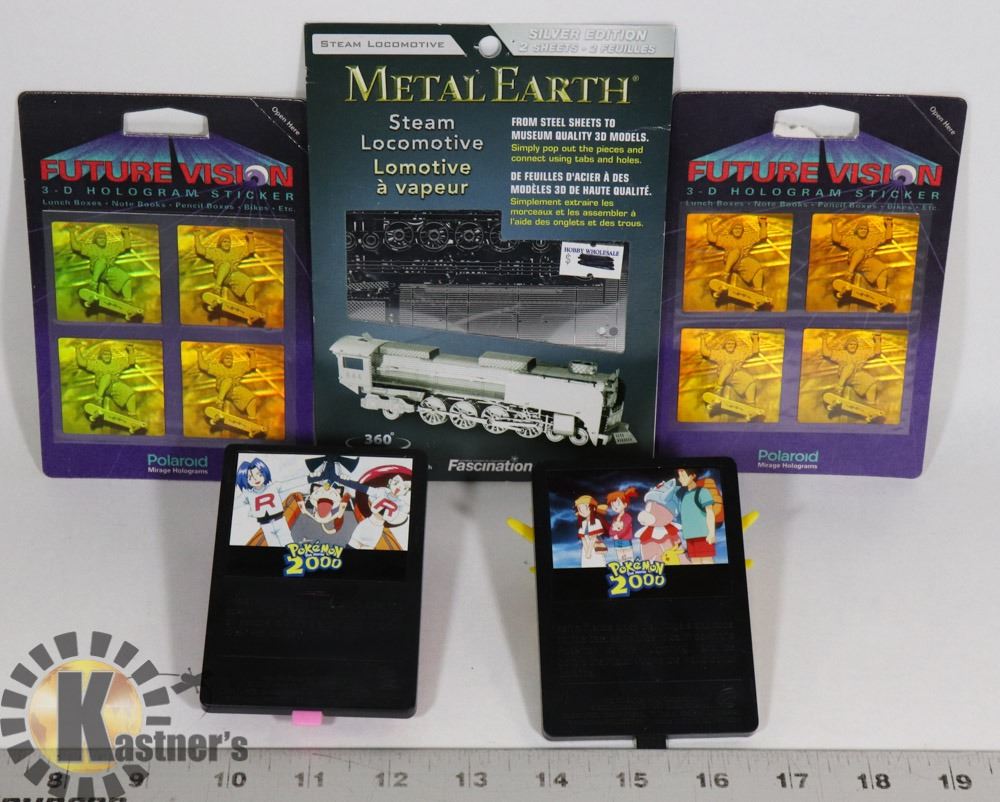 STEAM LOCOMOTIVE
SILVER EDITION
2 SHEETS · 2 FEUILLES
METAL EARTH®
Steam
Locomotive
Lomotive
à vapeur
FROM STEEL SHEETS TO
MUSEUM QUALITY 3D MODELS.
Simply pop out the pieces and
connect using tabs and holes.
DE FEUILLES D'ACIER À DES
MODÈLES 3D DE HAUTE QUALITÉ.
Simplement extraire les
morceaux et les assembler à
l'aide des onglets et des trous.
HOBBY WHOLESALE
$
360°
Fascination
Open Here
FUTURE VISION
3-D HOLOGRAM STICKER
Lunch Boxes • Note Books • Pencil Boxes • Bikes • Etc.
Polaroid
Mirage Holograms
Open Here
FUTURE VISION
3-D HOLOGRAM STICKER
Lunch Boxes • Note Books • Pencil Boxes • Bikes • Etc.
Polaroid
Mirage Holograms
R
R
POKéMON
2000
POKéMON
2000
K
Kastner's
8 9 10 11 12 13 14 15 16 17 18 19